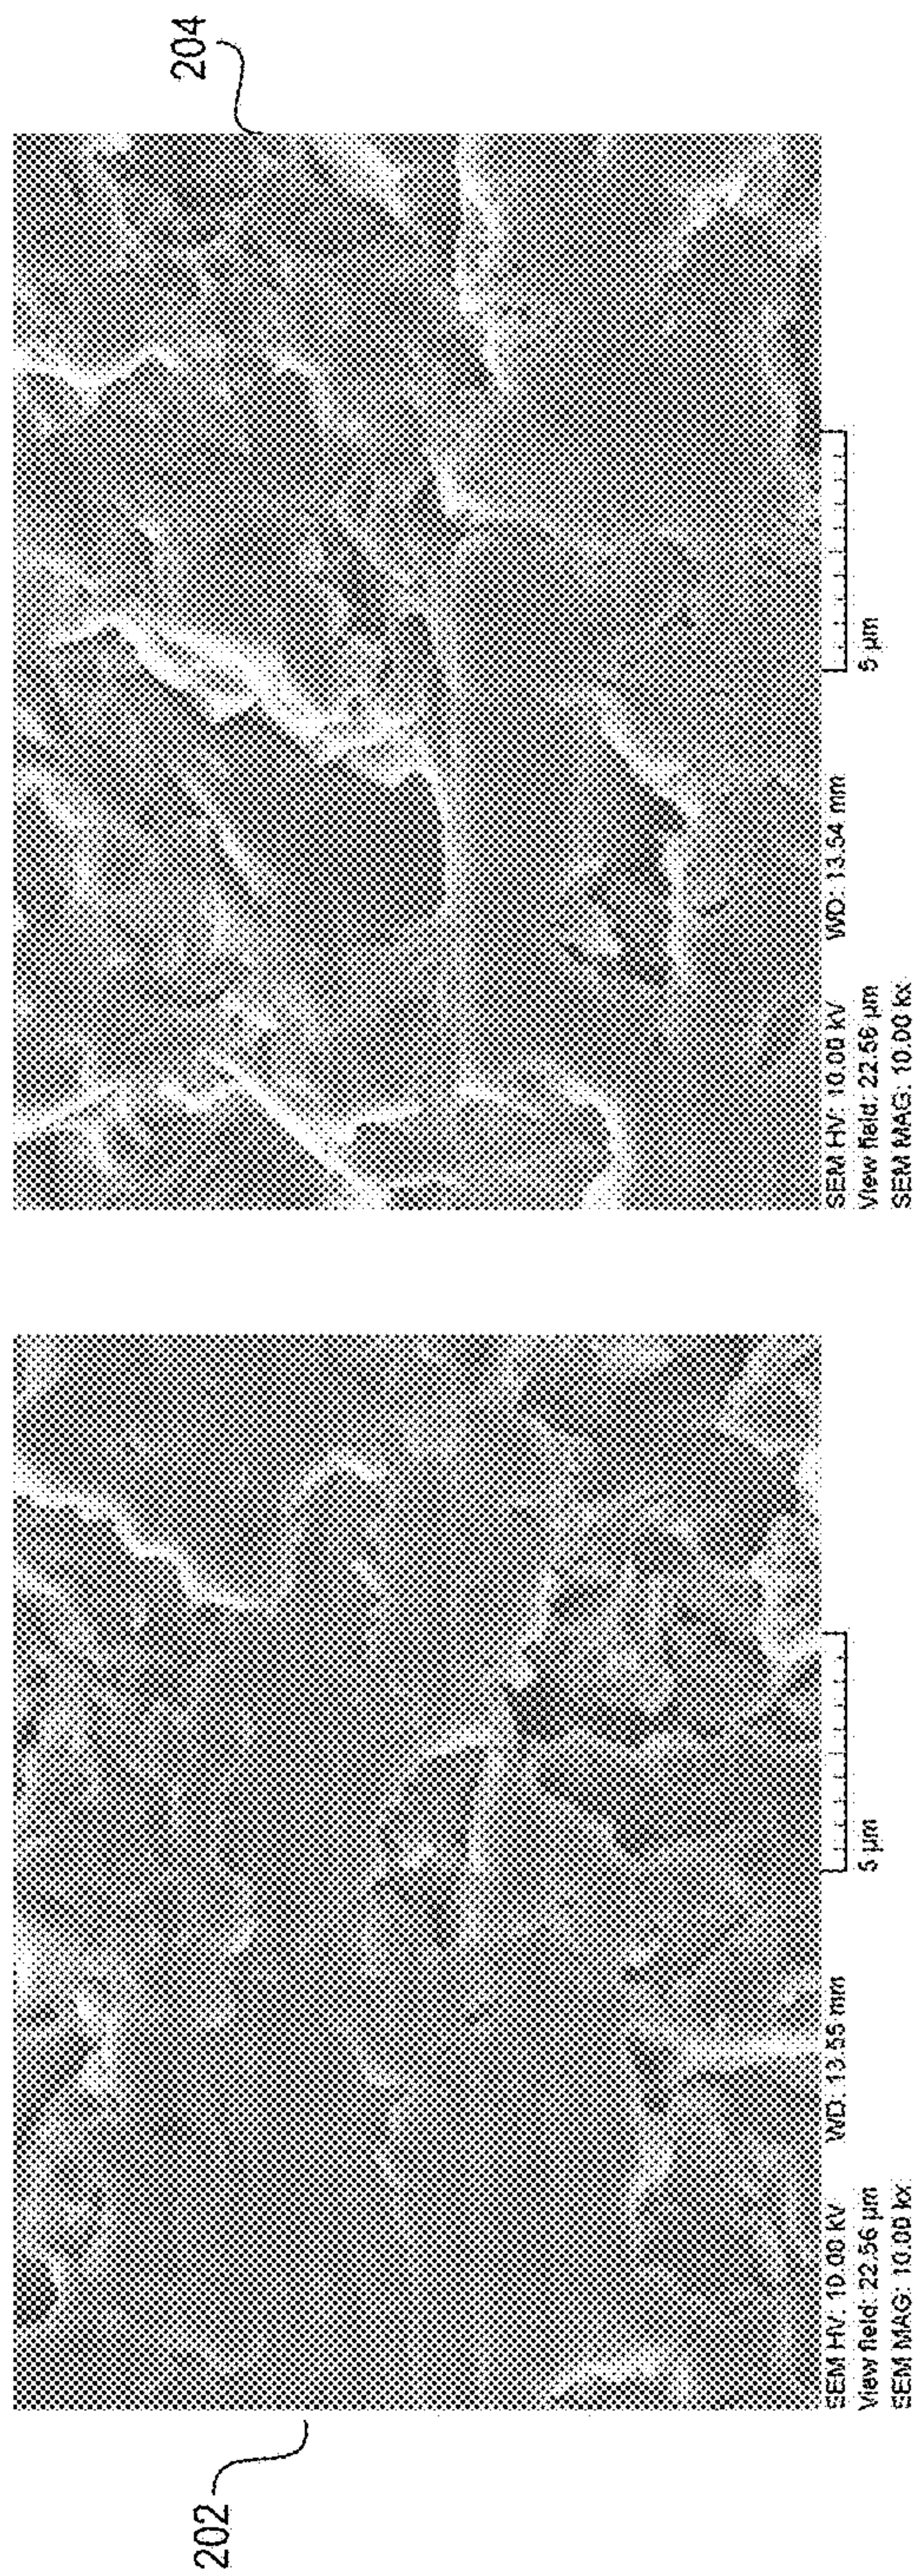 202
SEM HV: 10.00 kV WD: 13.55 mm
View field: 22.56 µm 5 µm
SEM MAG: 10.00 kx
204
SEM HV: 10.00 kV WD: 13.54 mm
View field: 22.56 µm 5 µm
SEM MAG: 10.00 kx